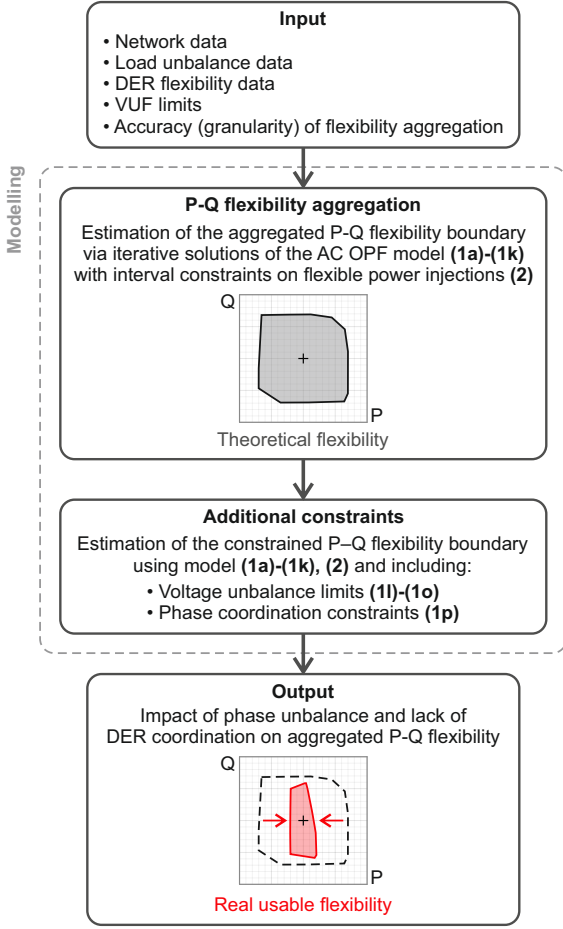 Input
• Network data
• Load unbalance data
• DER flexibility data
• VUF limits
• Accuracy (granularity) of flexibility aggregation
Modelling
P-Q flexibility aggregation
Estimation of the aggregated P-Q flexibility boundary
via iterative solutions of the AC OPF model (1a)-(1k)
with interval constraints on flexible power injections (2)
Q
P
Theoretical flexibility
Additional constraints
Estimation of the constrained P–Q flexibility boundary
using model (1a)-(1k), (2) and including:
• Voltage unbalance limits (1l)-(1o)
• Phase coordination constraints (1p)
Output
Impact of phase unbalance and lack of
DER coordination on aggregated P-Q flexibility
Q
P
Real usable flexibility